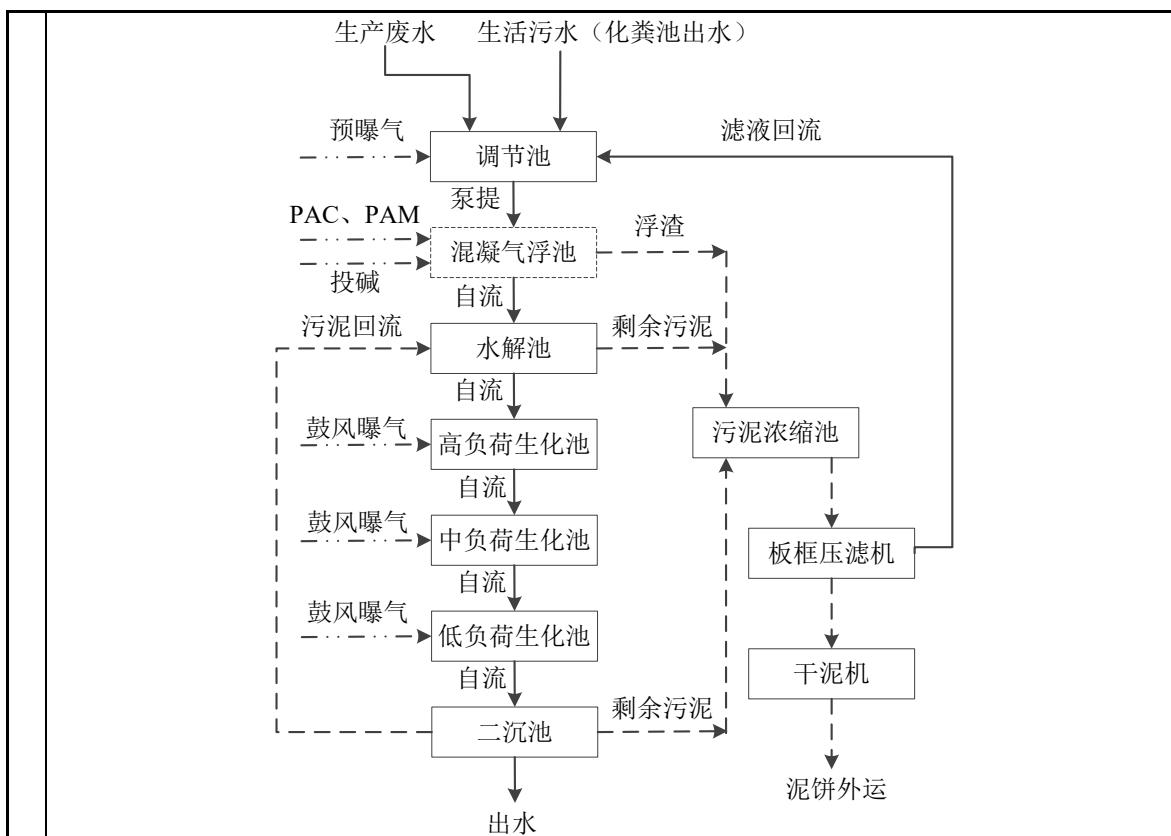 生产废水
生活污水（化粪池出水）
预曝气
调节池
滤液回流
泵提
PAC、PAM
混凝气浮池
浮渣
投碱
自流
污泥回流
水解池
剩余污泥
自流
鼓风曝气
高负荷生化池
污泥浓缩池
自流
鼓风曝气
中负荷生化池
板框压滤机
自流
鼓风曝气
低负荷生化池
自流
干泥机
二沉池
剩余污泥
泥饼外运
出水